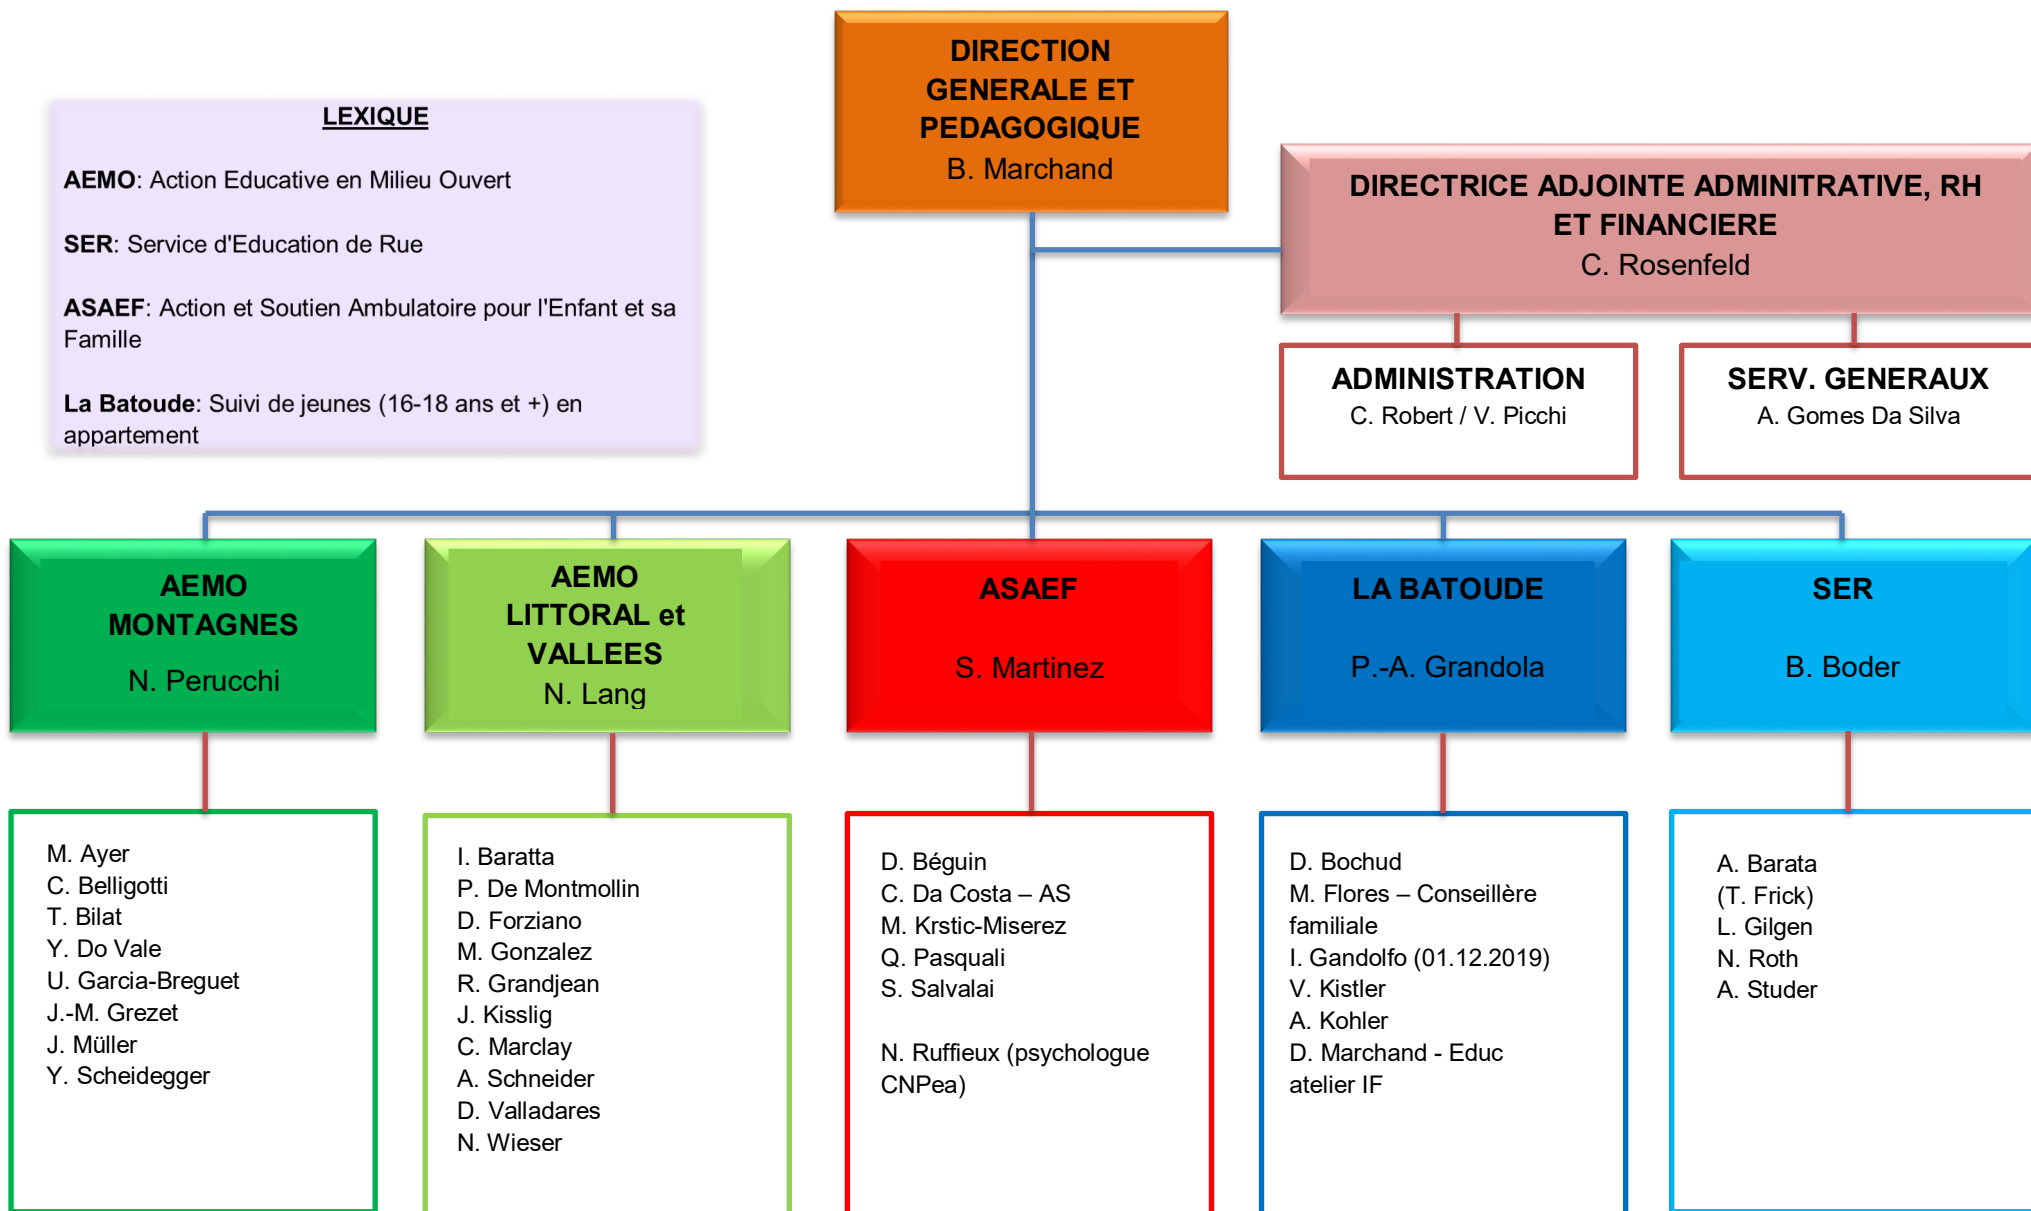 DIRECTION
GENERALE ET
PEDAGOGIQUE
B. Marchand
LEXIQUE
AEMO: Action Educative en Milieu Ouvert
SER: Service d'Education de Rue
ASAEF: Action et Soutien Ambulatoire pour l'Enfant et sa
Famille
La Batoude: Suivi de jeunes (16-18 ans et +) en
appartement
DIRECTRICE ADJOINTE ADMINITRATIVE, RH
ET FINANCIERE
C. Rosenfeld
ADMINISTRATION
C. Robert / V. Picchi
SERV. GENERAUX
A. Gomes Da Silva
AEMO
MONTAGNES
N. Perucchi
AEMO
LITTORAL et
VALLEES
N. Lang
ASAEF
S. Martinez
LA BATOUDE
P.-A. Grandola
SER
B. Boder
M. Ayer
C. Belligotti
T. Bilat
Y. Do Vale
U. Garcia-Breguet
J.-M. Grezet
J. Müller
Y. Scheidegger
I. Baratta
P. De Montmollin
D. Forziano
M. Gonzalez
R. Grandjean
J. Kisslig
C. Marclay
A. Schneider
D. Valladares
N. Wieser
D. Béguin
C. Da Costa – AS
M. Krstic-Miserez
Q. Pasquali
S. Salvalai
N. Ruffieux (psychologue
CNPea)
D. Bochud
M. Flores – Conseillère
familiale
I. Gandolfo (01.12.2019)
V. Kistler
A. Kohler
D. Marchand - Educ
atelier IF
A. Barata
(T. Frick)
L. Gilgen
N. Roth
A. Studer